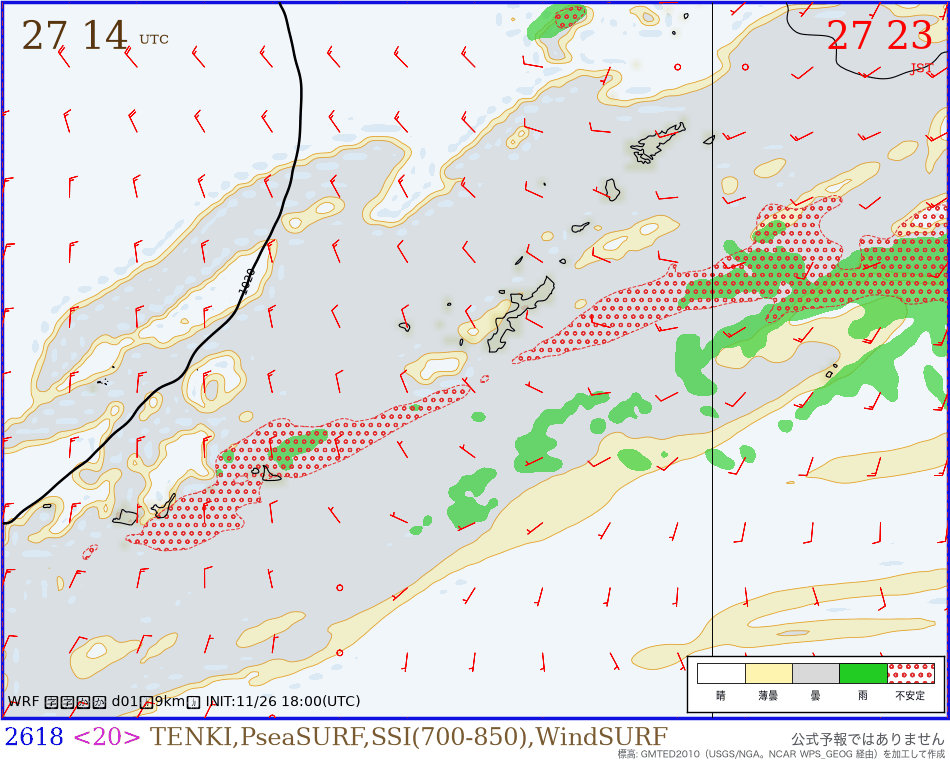 27 14 UTC
27 23
JST
1020
晴 薄曇 曇 雨 不安定
d01 9km INIT:11/26 18:00(UTC)
2618 <20> TENKI,PseaSURF,SSI(700-850),WindSURF
公式予報ではありません
標高: GMTED2010（USGS/NGA。NCAR WPS_GEOG 経由）を加工して作成